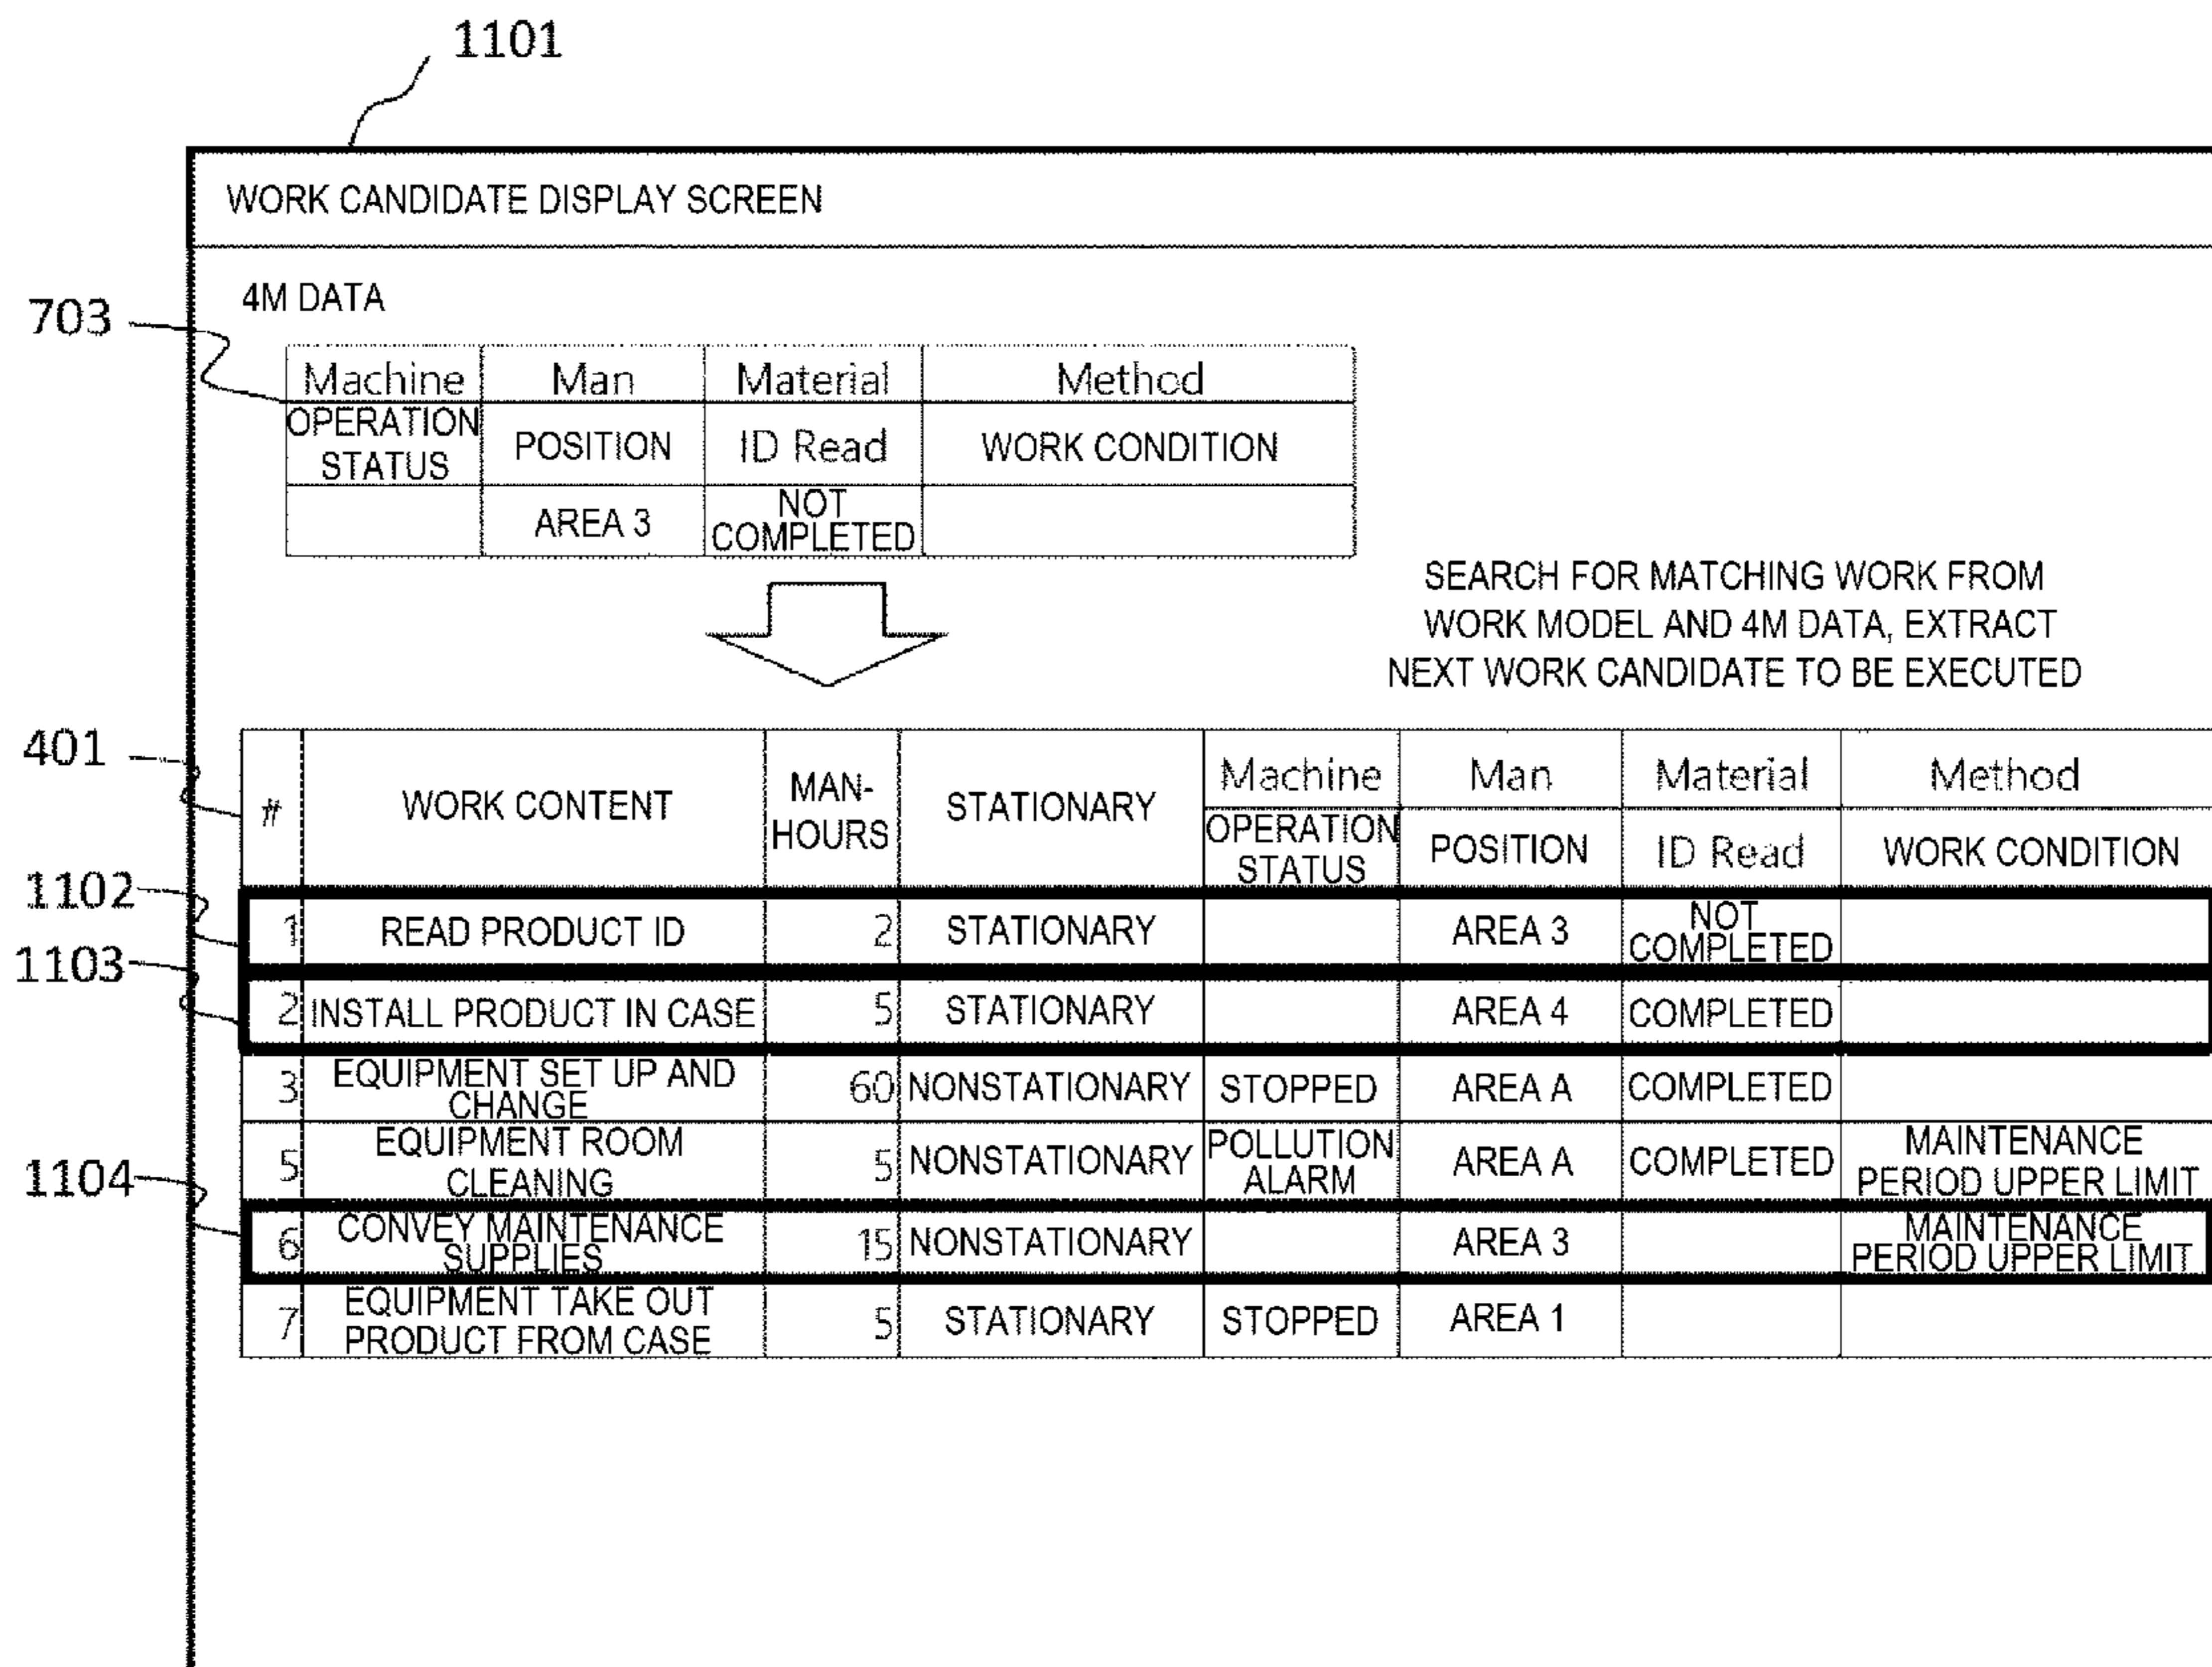 1101
WORK CANDIDATE DISPLAY SCREEN
4M DATA
703
Machine Man Material Method
OPERATION STATUS POSITION ID Read WORK CONDITION
AREA 3 NOT COMPLETED
SEARCH FOR MATCHING WORK FROM
WORK MODEL AND 4M DATA, EXTRACT
NEXT WORK CANDIDATE TO BE EXECUTED
401
# WORK CONTENT MAN-HOURS STATIONARY Machine Man Material Method
OPERATION STATUS POSITION ID Read WORK CONDITION
1102
1 READ PRODUCT ID 2 STATIONARY AREA 3 NOT COMPLETED
1103
2 INSTALL PRODUCT IN CASE 5 STATIONARY AREA 4 COMPLETED
3 EQUIPMENT SET UP AND CHANGE 60 NONSTATIONARY STOPPED AREA A COMPLETED
5 EQUIPMENT ROOM CLEANING 5 NONSTATIONARY POLLUTION ALARM AREA A COMPLETED MAINTENANCE PERIOD UPPER LIMIT
1104
6 CONVEY MAINTENANCE SUPPLIES 15 NONSTATIONARY AREA 3 MAINTENANCE PERIOD UPPER LIMIT
7 EQUIPMENT TAKE OUT PRODUCT FROM CASE 5 STATIONARY STOPPED AREA 1